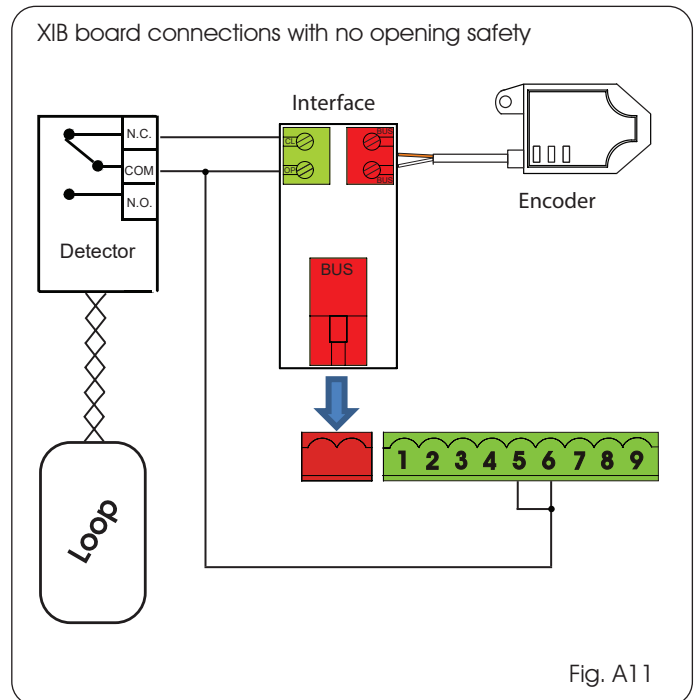 XIB board connections with no opening safety
Interface
N.C.
COM
N.O.
Detector
CL
OP
BUS
BUS
Encoder
BUS
1 2 3 4 5 6 7 8 9
Loop
Fig. A11